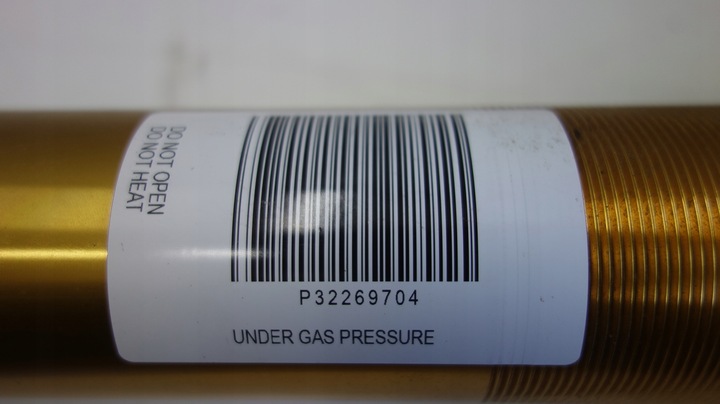 DO NOT OPEN
DO NOT HEAT
P32269704
UNDER GAS PRESSURE